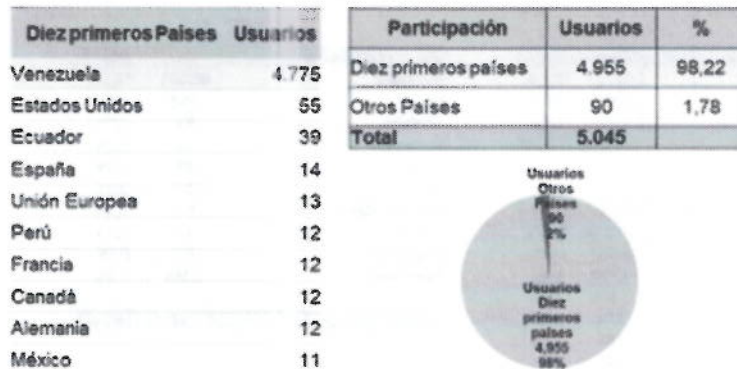 Diez primeros Países Usuarios
Venezuela 4.775
Estados Unidos 55
Ecuador 39
España 14
Unión Europea 13
Perú 12
Francia 12
Canadá 12
Alemania 12
México 11
Participación Usuarios %
Diez primeros países 4.955 98,22
Otros Países 90 1,78
Total 5.045
Usuarios
Otros
Países
90
2%
Usuarios
Diez
primeros
países
4,955
98%